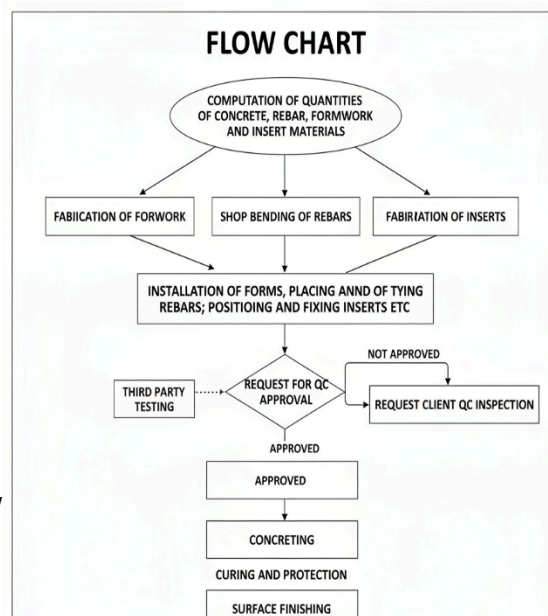 FLOW CHART
COMPUTATION OF QUANTITIES
OF CONCRETE, REBAR, FORMWORK
AND INSERT MATERIALS
FABIICATION OF FORWORK
SHOP BENDING OF REBARS
FABIRIATION OF INSERTS
INSTALLATION OF FORMS, PLACING ANND OF TYING
REBARS; POSITIOING AND FIXING INSERTS ETC
NOT APPROVED
THIRD PARTY
TESTING
REQUEST FOR QC
APPROVAL
REQUEST CLIENT QC INSPECTION
APPROVED
APPROVED
CONCRETING
CURING AND PROTECTION
SURFACE FINISHING